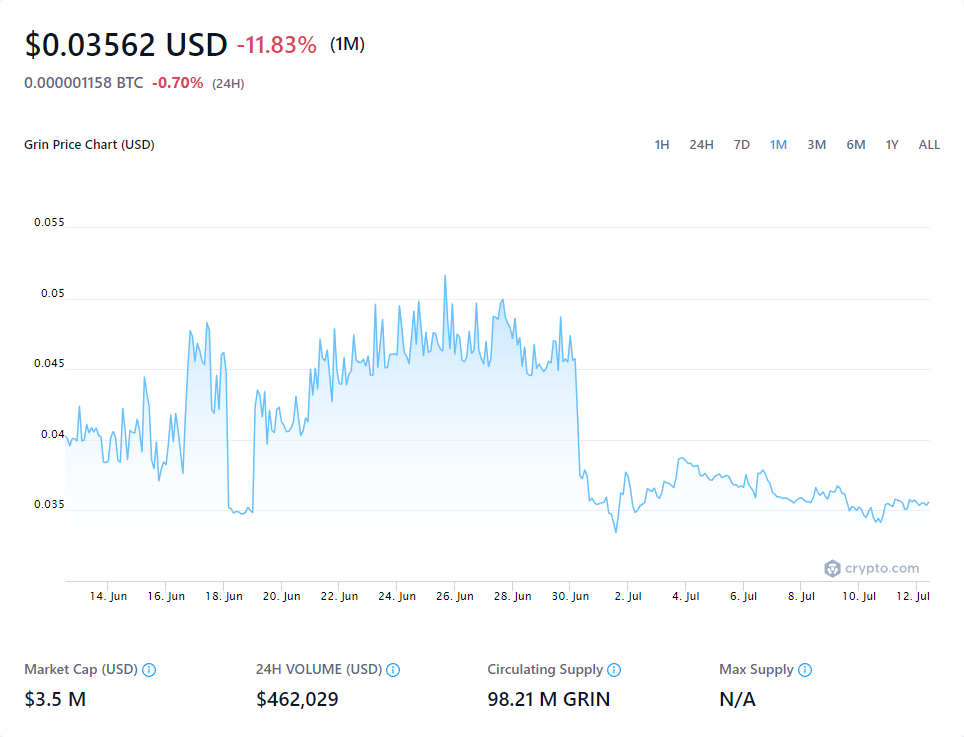 $0.03562 USD -11.83% (1M)
0.000001158 BTC -0.70% (24H)
Grin Price Chart (USD) 1H 24H 7D 1M 3M 6M 1Y ALL
0.055
0.05
0.045
0.04
0.035
crypto.com
14. Jun 16. Jun 18. Jun 20. Jun 22. Jun 24. Jun 26. Jun 28. Jun 30. Jun 2. Jul 4. Jul 6. Jul 8. Jul 10. Jul 12. Jul
Market Cap (USD) 24H VOLUME (USD) Circulating Supply Max Supply
$3.5 M $462,029 98.21 M GRIN N/A